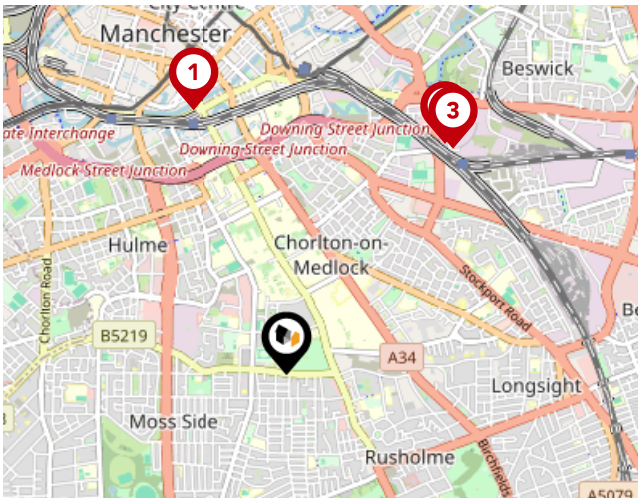 City Centre
Manchester
1
Beswick
3
ate Interchange
Downing Street Junction
Downing Street Junction
Medlock Street Junction
Hulme
Chorlton-on-
Medlock
Chorlton Road
Stockport Road
B5219
A34
Be
Longsight
Moss Side
Rusholme
Birchfields
A5079